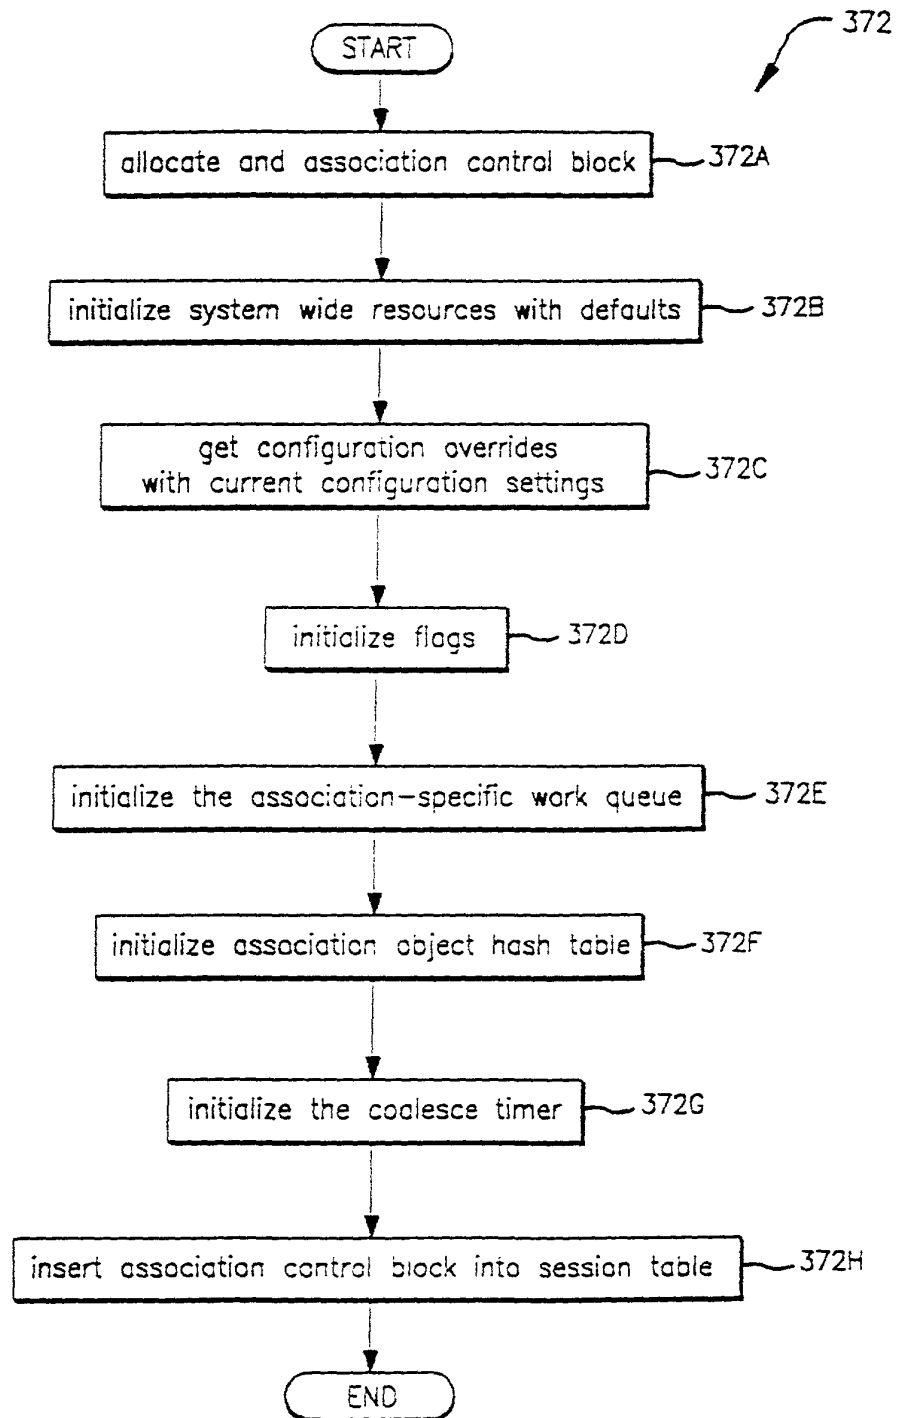 372
START
allocate and association control block
372A
initialize system wide resources with defaults
372B
get configuration overrides
with current configuration settings
372C
initialize flags
372D
initialize the association-specific work queue
372E
initialize association object hash table
372F
initialize the coalesce timer
372G
insert association control block into session table
372H
END